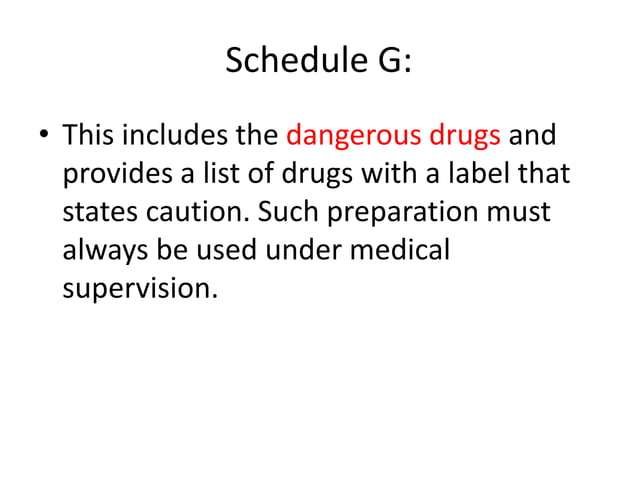 Schedule G:
• This includes the dangerous drugs and
provides a list of drugs with a label that
states caution. Such preparation must
always be used under medical
supervision.